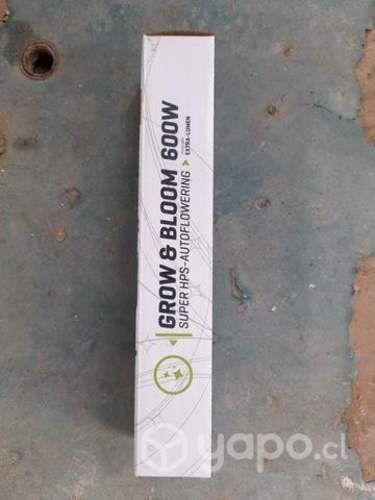 GROW & BLOOM 600W
SUPER HPS-AUTOFLOWERING > EXTRA-LUMEN
yapo.cl